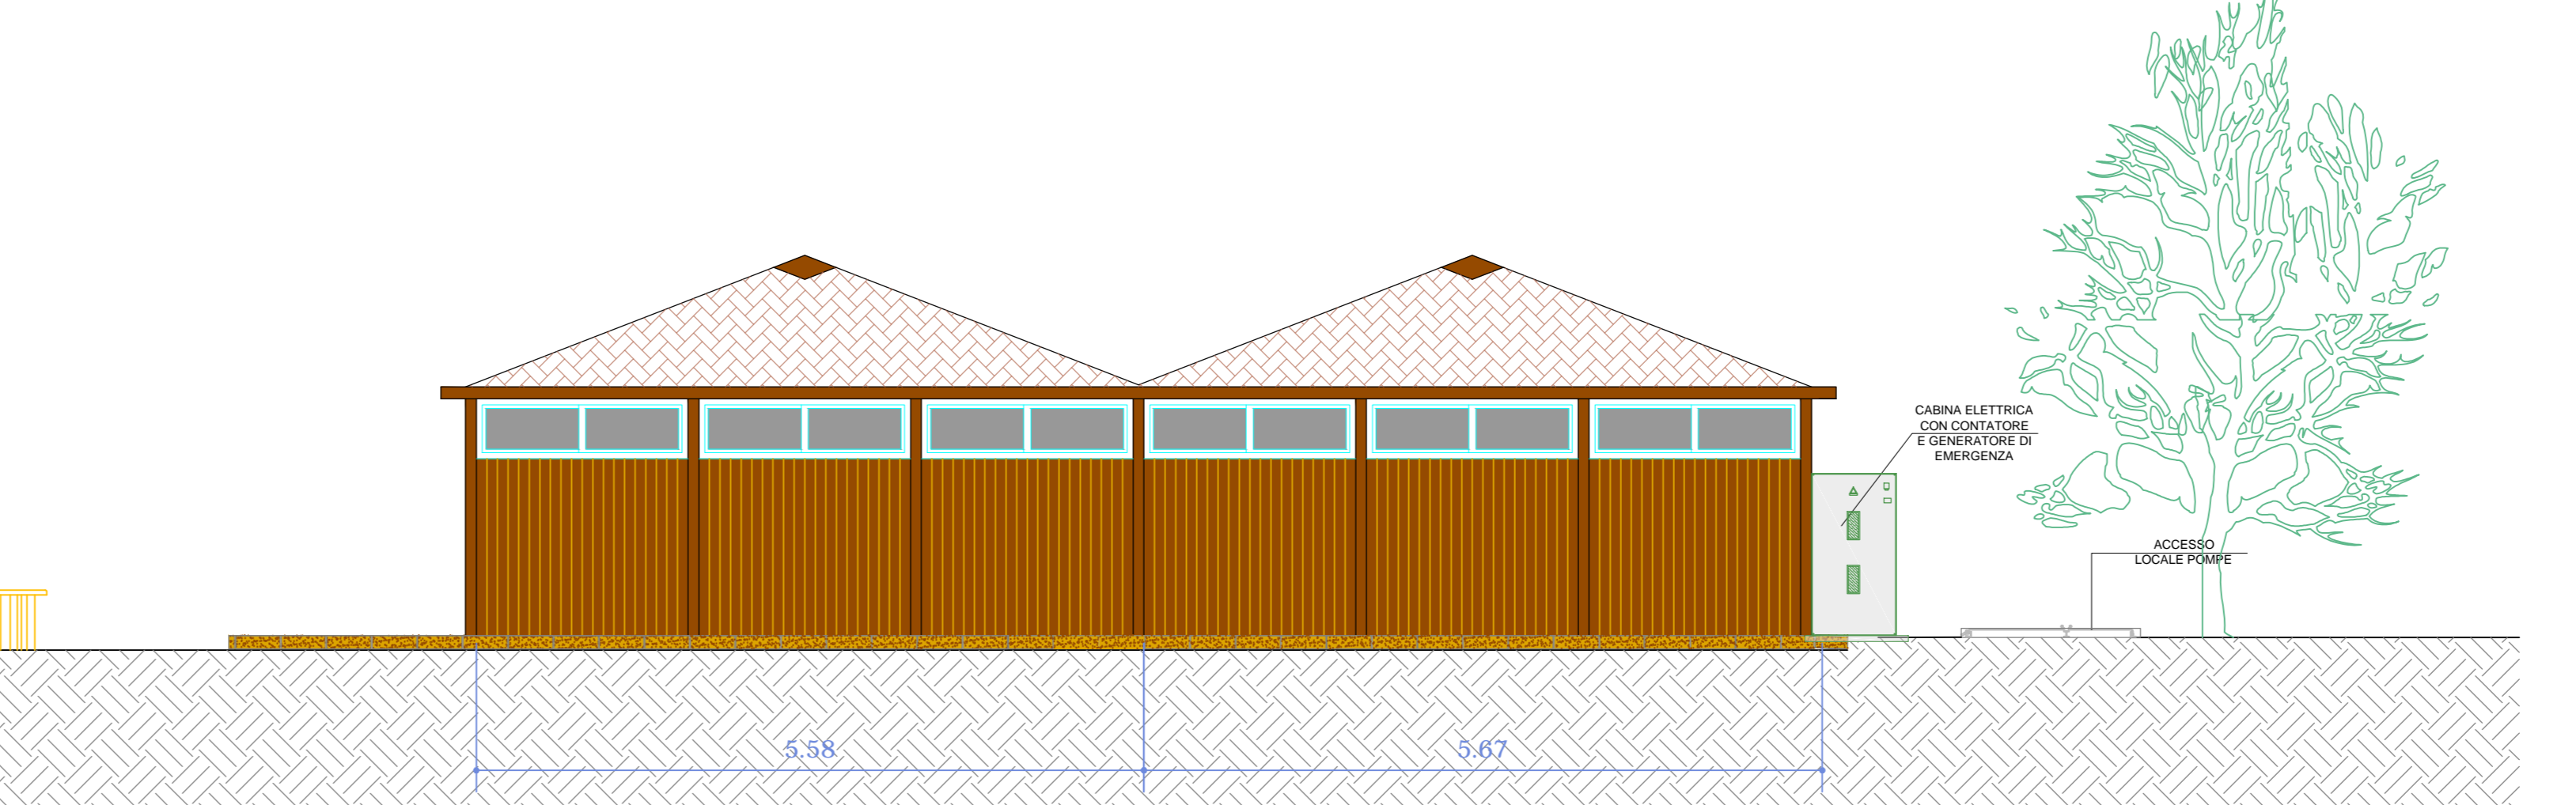 CABINA ELETTRICA
CON CONTATORE
E GENERATORE DI
EMERGENZA
ACCESSO
LOCALE POMPE
5.58
5.67